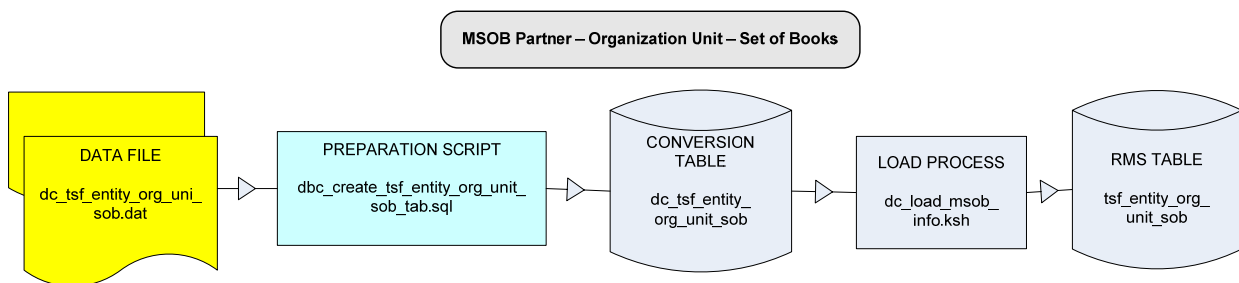 MSOB Partner – Organization Unit – Set of Books
DATA FILE
dc_tsf_entity_org_uni_
sob.dat
PREPARATION SCRIPT
dbc_create_tsf_entity_org_unit_
sob_tab.sql
CONVERSION
TABLE
dc_tsf_entity_
org_unit_sob
LOAD PROCESS
dc_load_msob_
info.ksh
RMS TABLE
tsf_entity_org_
unit_sob